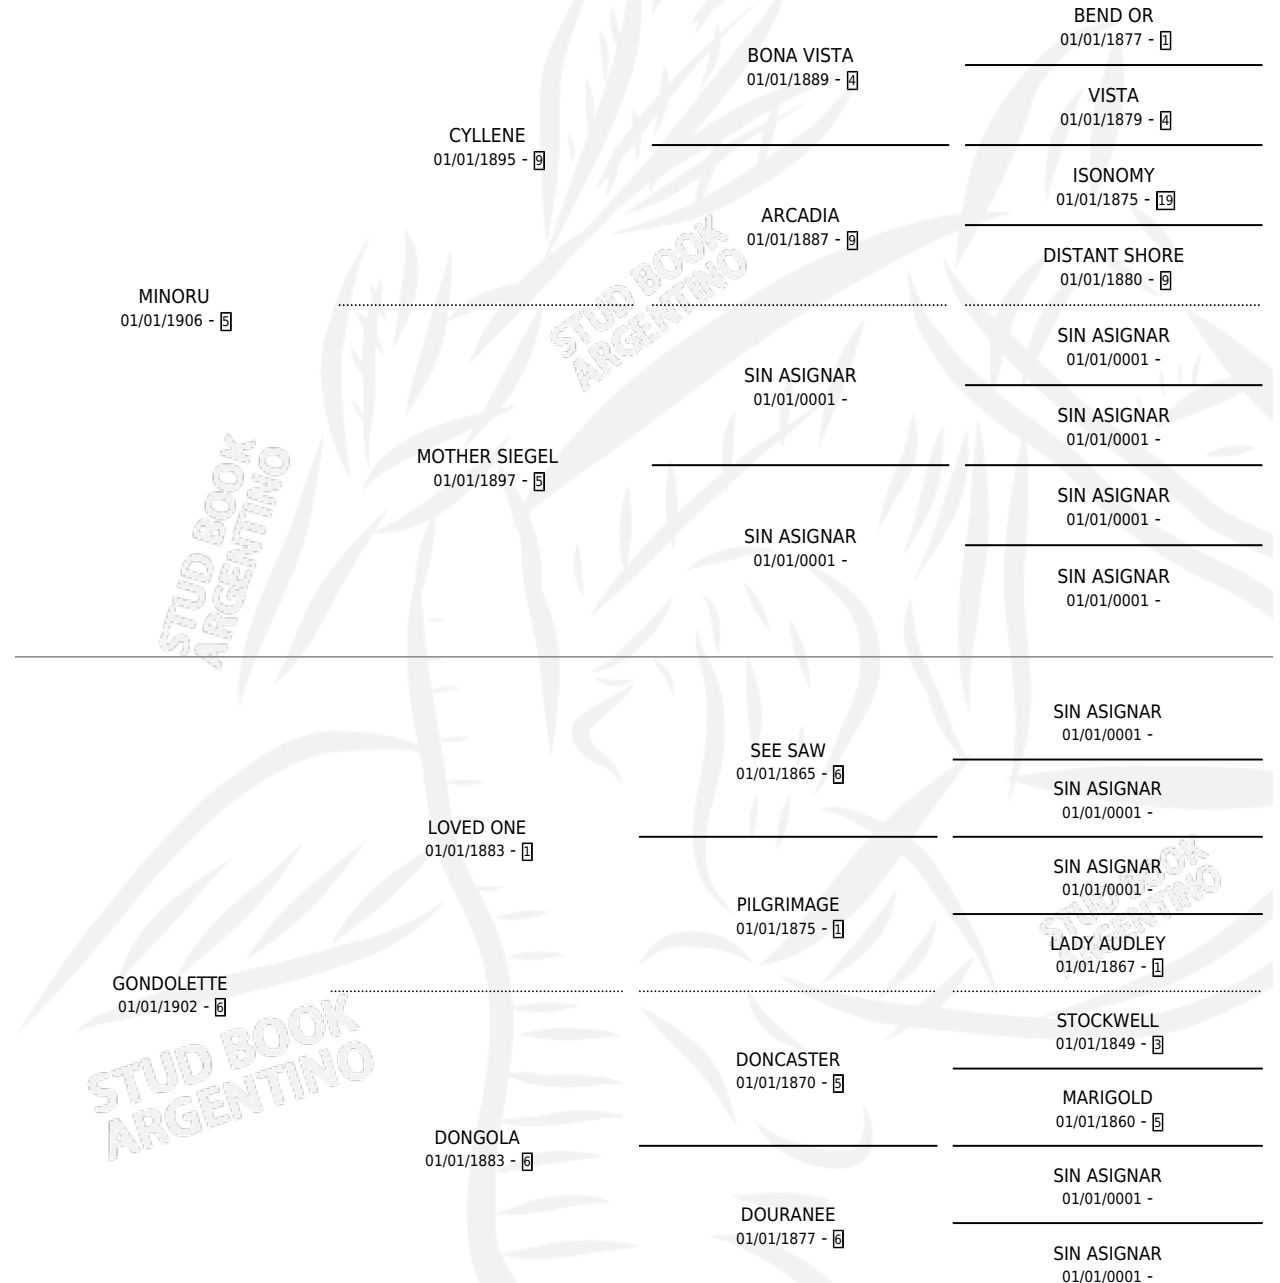 BEND OR
01/01/1877 - 1
BONA VISTA
01/01/1889 - 4
VISTA
01/01/1879 - 4
CYLLENE
01/01/1895 - 9
ISONOMY
01/01/1875 - 19
ARCADIA
01/01/1887 - 9
DISTANT SHORE
01/01/1880 - 9
MINORU
01/01/1906 - 5
SIN ASIGNAR
01/01/0001 -
SIN ASIGNAR
01/01/0001 -
SIN ASIGNAR
01/01/0001 -
MOTHER SIEGEL
01/01/1897 - 5
SIN ASIGNAR
01/01/0001 -
SIN ASIGNAR
01/01/0001 -
SIN ASIGNAR
01/01/0001 -
STUD BOOK
ARGENTINO
STUD BOOK
ARGENTINO
SIN ASIGNAR
01/01/0001 -
SEE SAW
01/01/1865 - 6
SIN ASIGNAR
01/01/0001 -
LOVED ONE
01/01/1883 - 1
SIN ASIGNAR
01/01/0001 -
PILGRIMAGE
01/01/1875 - 1
LADY AUDLEY
01/01/1867 - 1
STUD BOOK
ARGENTINO
GONDOLETTE
01/01/1902 - 6
STOCKWELL
01/01/1849 - 3
DONCASTER
01/01/1870 - 5
MARIGOLD
01/01/1860 - 5
STUD BOOK
ARGENTINO
DONGOLA
01/01/1883 - 6
SIN ASIGNAR
01/01/0001 -
DOURANEE
01/01/1877 - 6
SIN ASIGNAR
01/01/0001 -